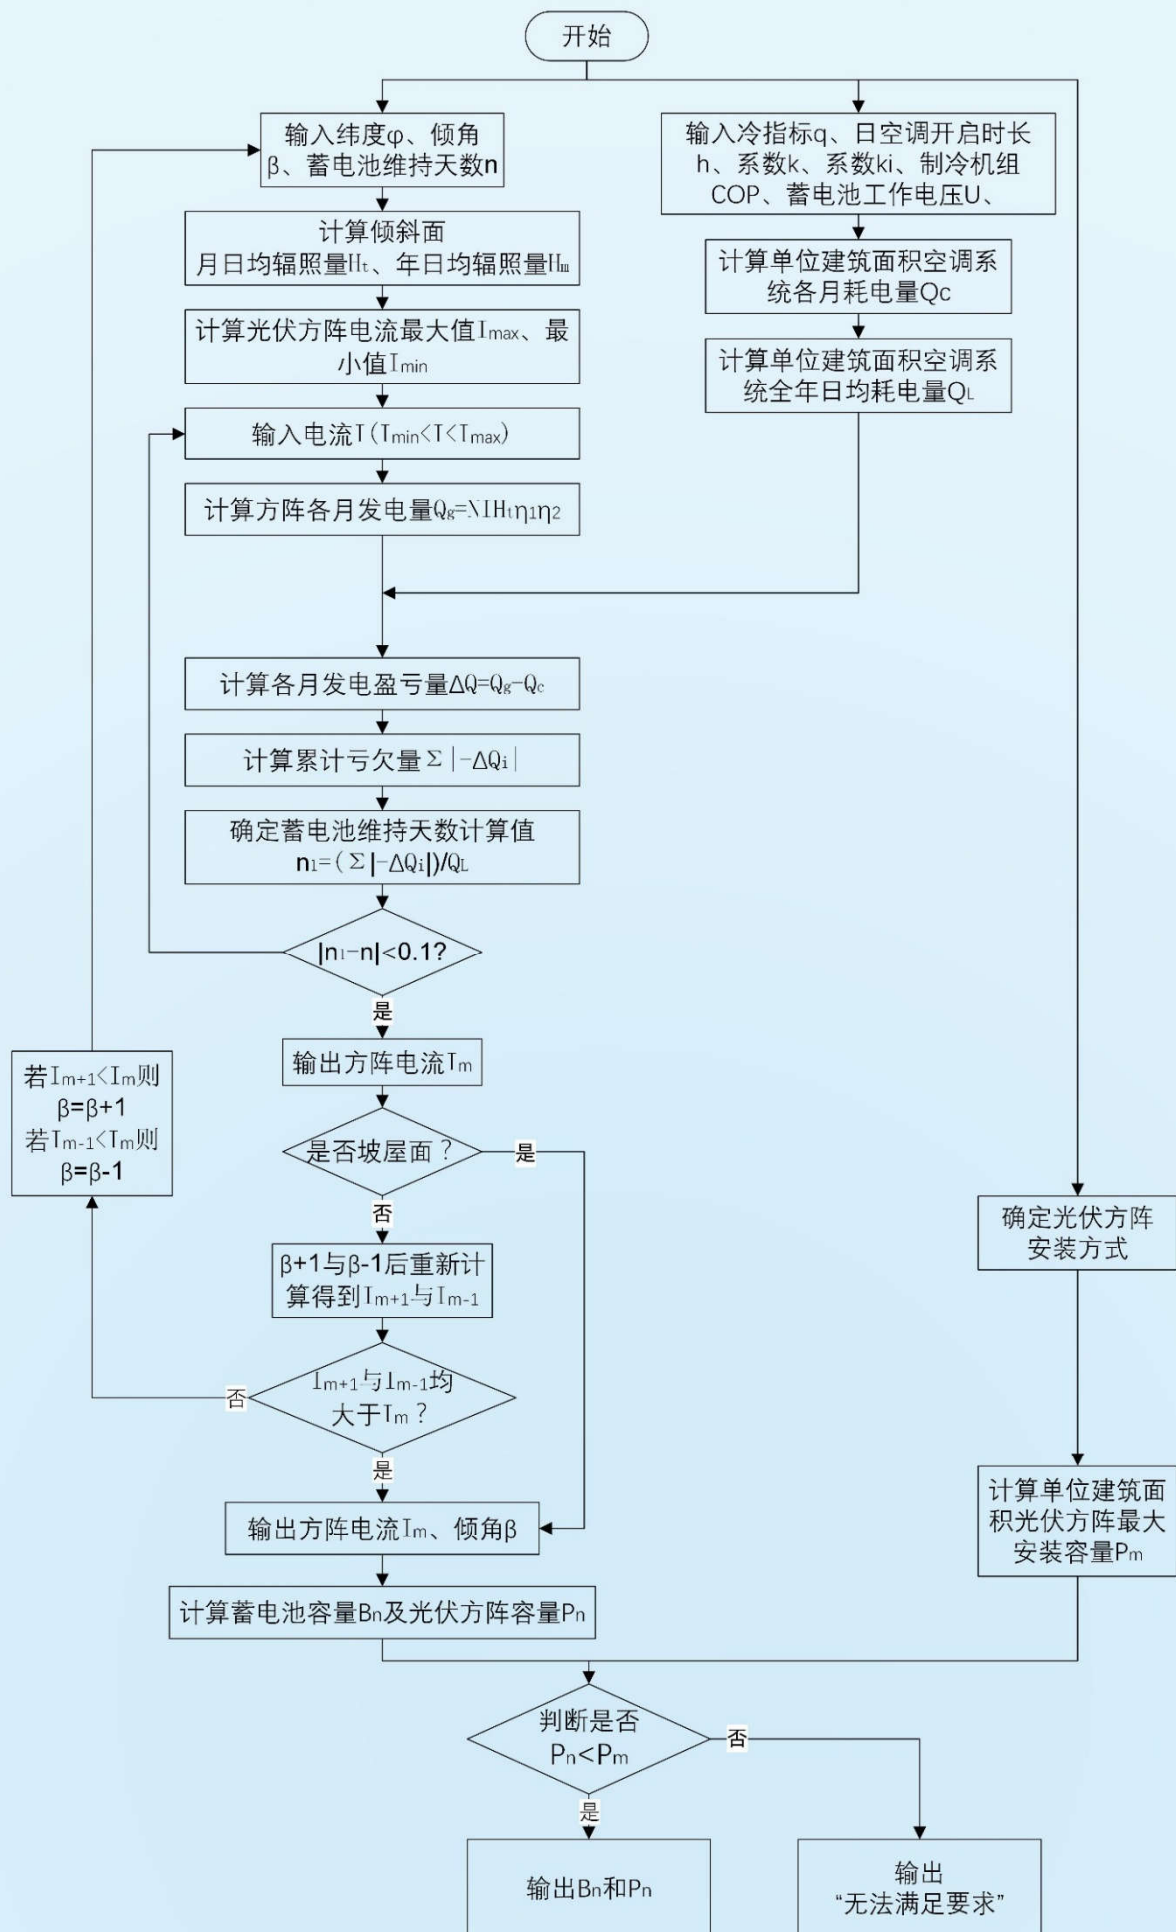 开始
输入纬度φ、倾角
β、蓄电池维持天数n
输入冷指标q、日空调开启时长
h、系数k、系数ki、制冷机组
COP、蓄电池工作电压U、
计算倾斜面
月日均辐照量Ht、年日均辐照量Hm
计算单位建筑面积空调系
统各月耗电量Qc
计算光伏方阵电流最大值Imax、最
小值Imin
计算单位建筑面积空调系
统全年日均耗电量QL
输入电流I(Imin<I<Imax)
计算方阵各月发电量Qg=NIHtη1η2
计算各月发电盈亏量ΔQ=Qg-Qc
计算累计亏欠量Σ|-ΔQi|
确定蓄电池维持天数计算值
n1=(Σ|-ΔQi|)/QL
|n1-n|<0.1?
是
输出方阵电流Im
若Im+1<Im则
β=β+1
若Im-1<Im则
β=β-1
是否坡屋面？
是
否
β+1与β-1后重新计
算得到Im+1与Im-1
确定光伏方阵
安装方式
Im+1与Im-1均
大于Im？
否
是
输出方阵电流Im、倾角β
计算单位建筑面
积光伏方阵最大
安装容量Pm
计算蓄电池容量Bn及光伏方阵容量Pn
判断是否
Pn<Pm
否
是
输出Bn和Pn
输出
“无法满足要求”